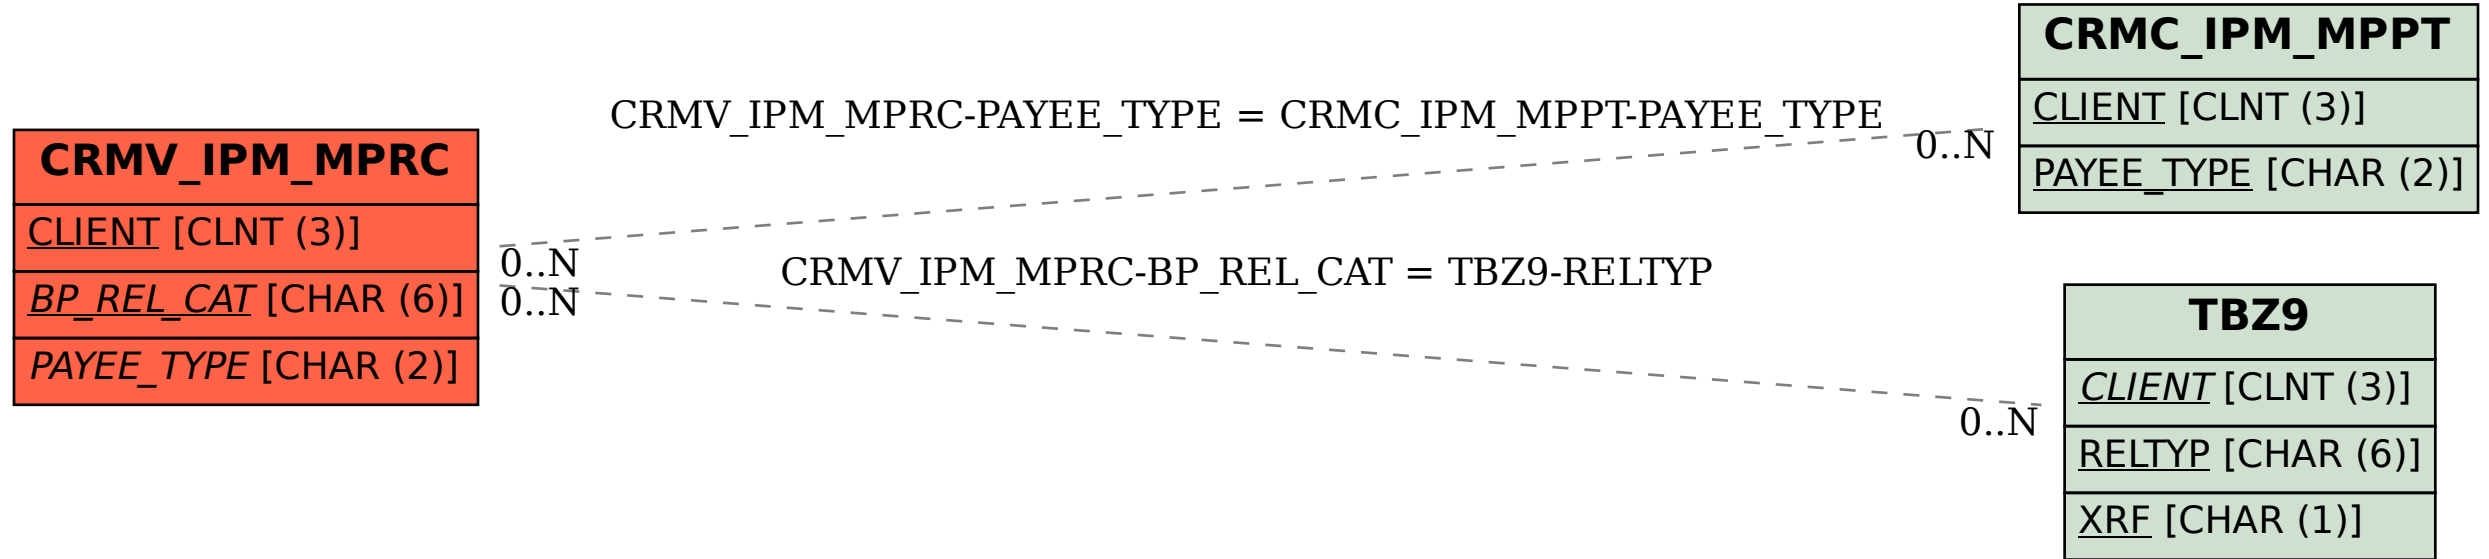 CRMV_IPM_MPRC
CLIENT [CLNT (3)]
BP_REL_CAT [CHAR (6)]
PAYEE_TYPE [CHAR (2)]
CRMV_IPM_MPRC-PAYEE_TYPE = CRMC_IPM_MPPT-PAYEE_TYPE
0..N
0..N
CRMV_IPM_MPRC-BP_REL_CAT = TBZ9-RELTYP
0..N
0..N
CRMC_IPM_MPPT
CLIENT [CLNT (3)]
PAYEE_TYPE [CHAR (2)]
TBZ9
CLIENT [CLNT (3)]
RELTYP [CHAR (6)]
XRF [CHAR (1)]